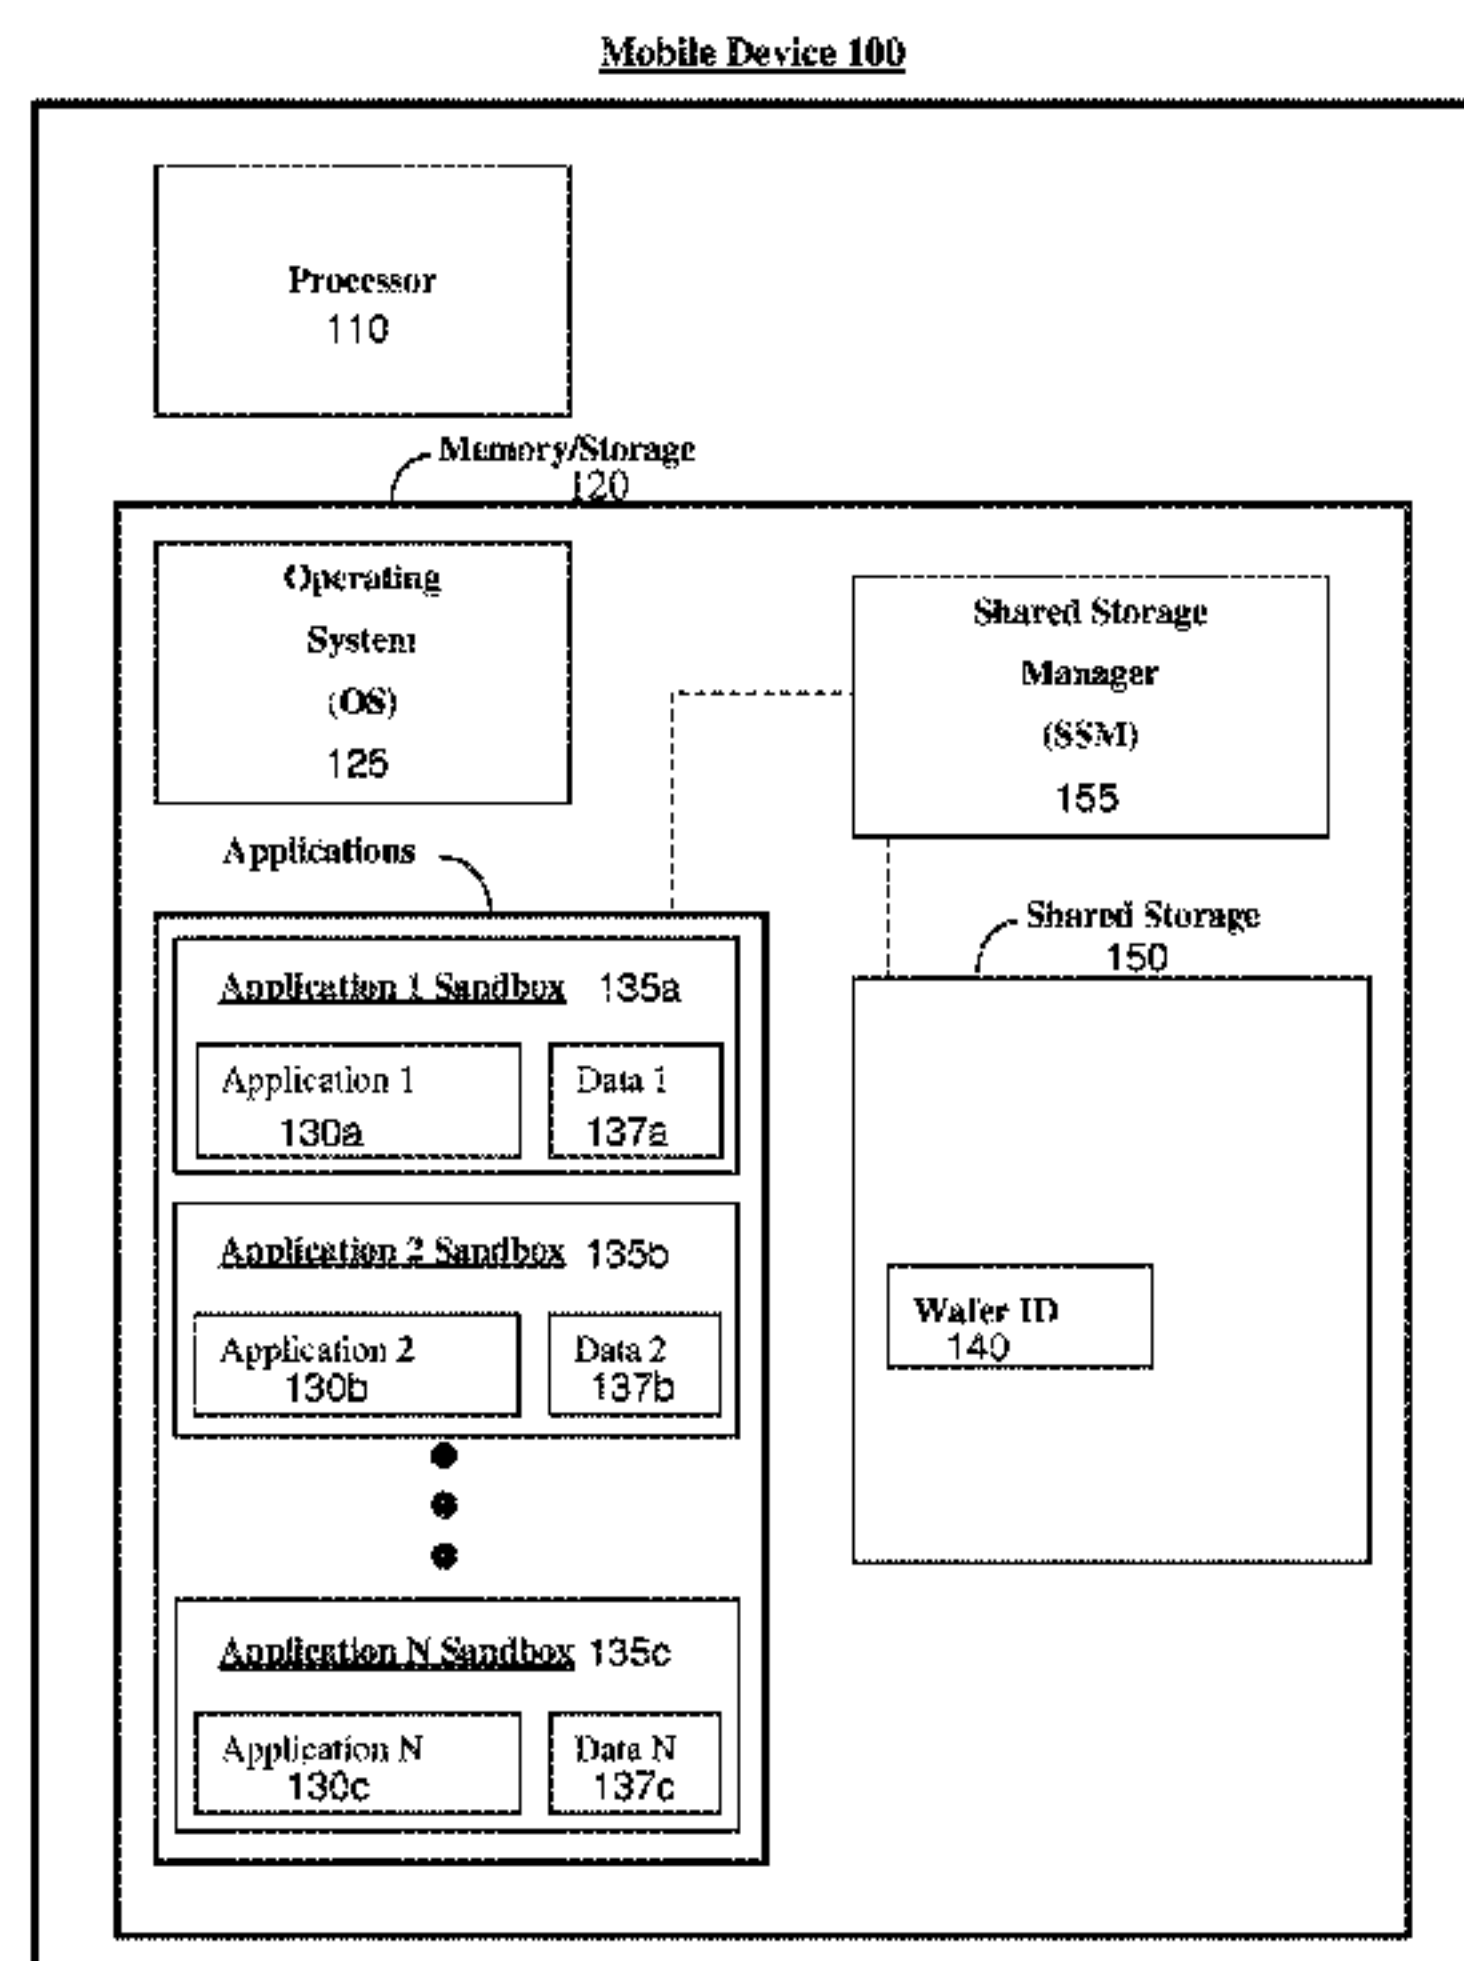 Mobile Device 100
Processor
110
Memory/Storage
120
Operating
System
(OS)
125
Shared Storage
Manager
(SSM)
155
Applications
Shared Storage
150
Application 1 Sandbox 135a
Application 1
130a
Data 1
137a
Application 2 Sandbox 135b
Application 2
130b
Data 2
137b
Wafer ID
140
Application N Sandbox 135c
Application N
130c
Data N
137c